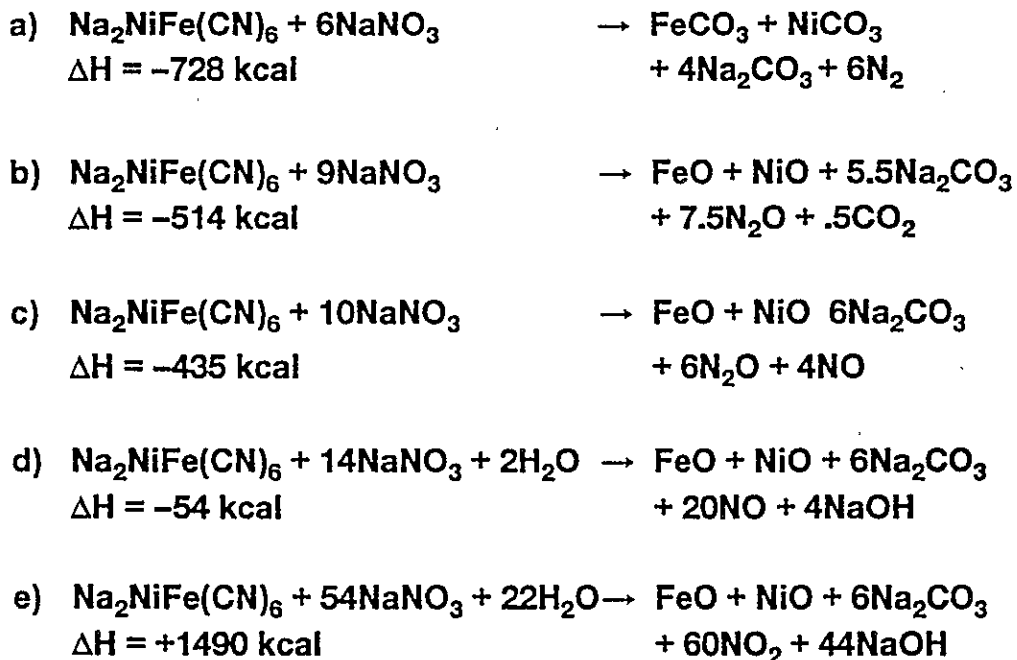 a) Na₂NiFe(CN)₆ + 6NaNO₃ → FeCO₃ + NiCO₃
ΔH = –728 kcal + 4Na₂CO₃ + 6N₂
b) Na₂NiFe(CN)₆ + 9NaNO₃ → FeO + NiO + 5.5Na₂CO₃
ΔH = –514 kcal + 7.5N₂O + .5CO₂
c) Na₂NiFe(CN)₆ + 10NaNO₃ → FeO + NiO 6Na₂CO₃
ΔH = –435 kcal + 6N₂O + 4NO
d) Na₂NiFe(CN)₆ + 14NaNO₃ + 2H₂O → FeO + NiO + 6Na₂CO₃
ΔH = –54 kcal + 20NO + 4NaOH
e) Na₂NiFe(CN)₆ + 54NaNO₃ + 22H₂O→ FeO + NiO + 6Na₂CO₃
ΔH = +1490 kcal + 60NO₂ + 44NaOH